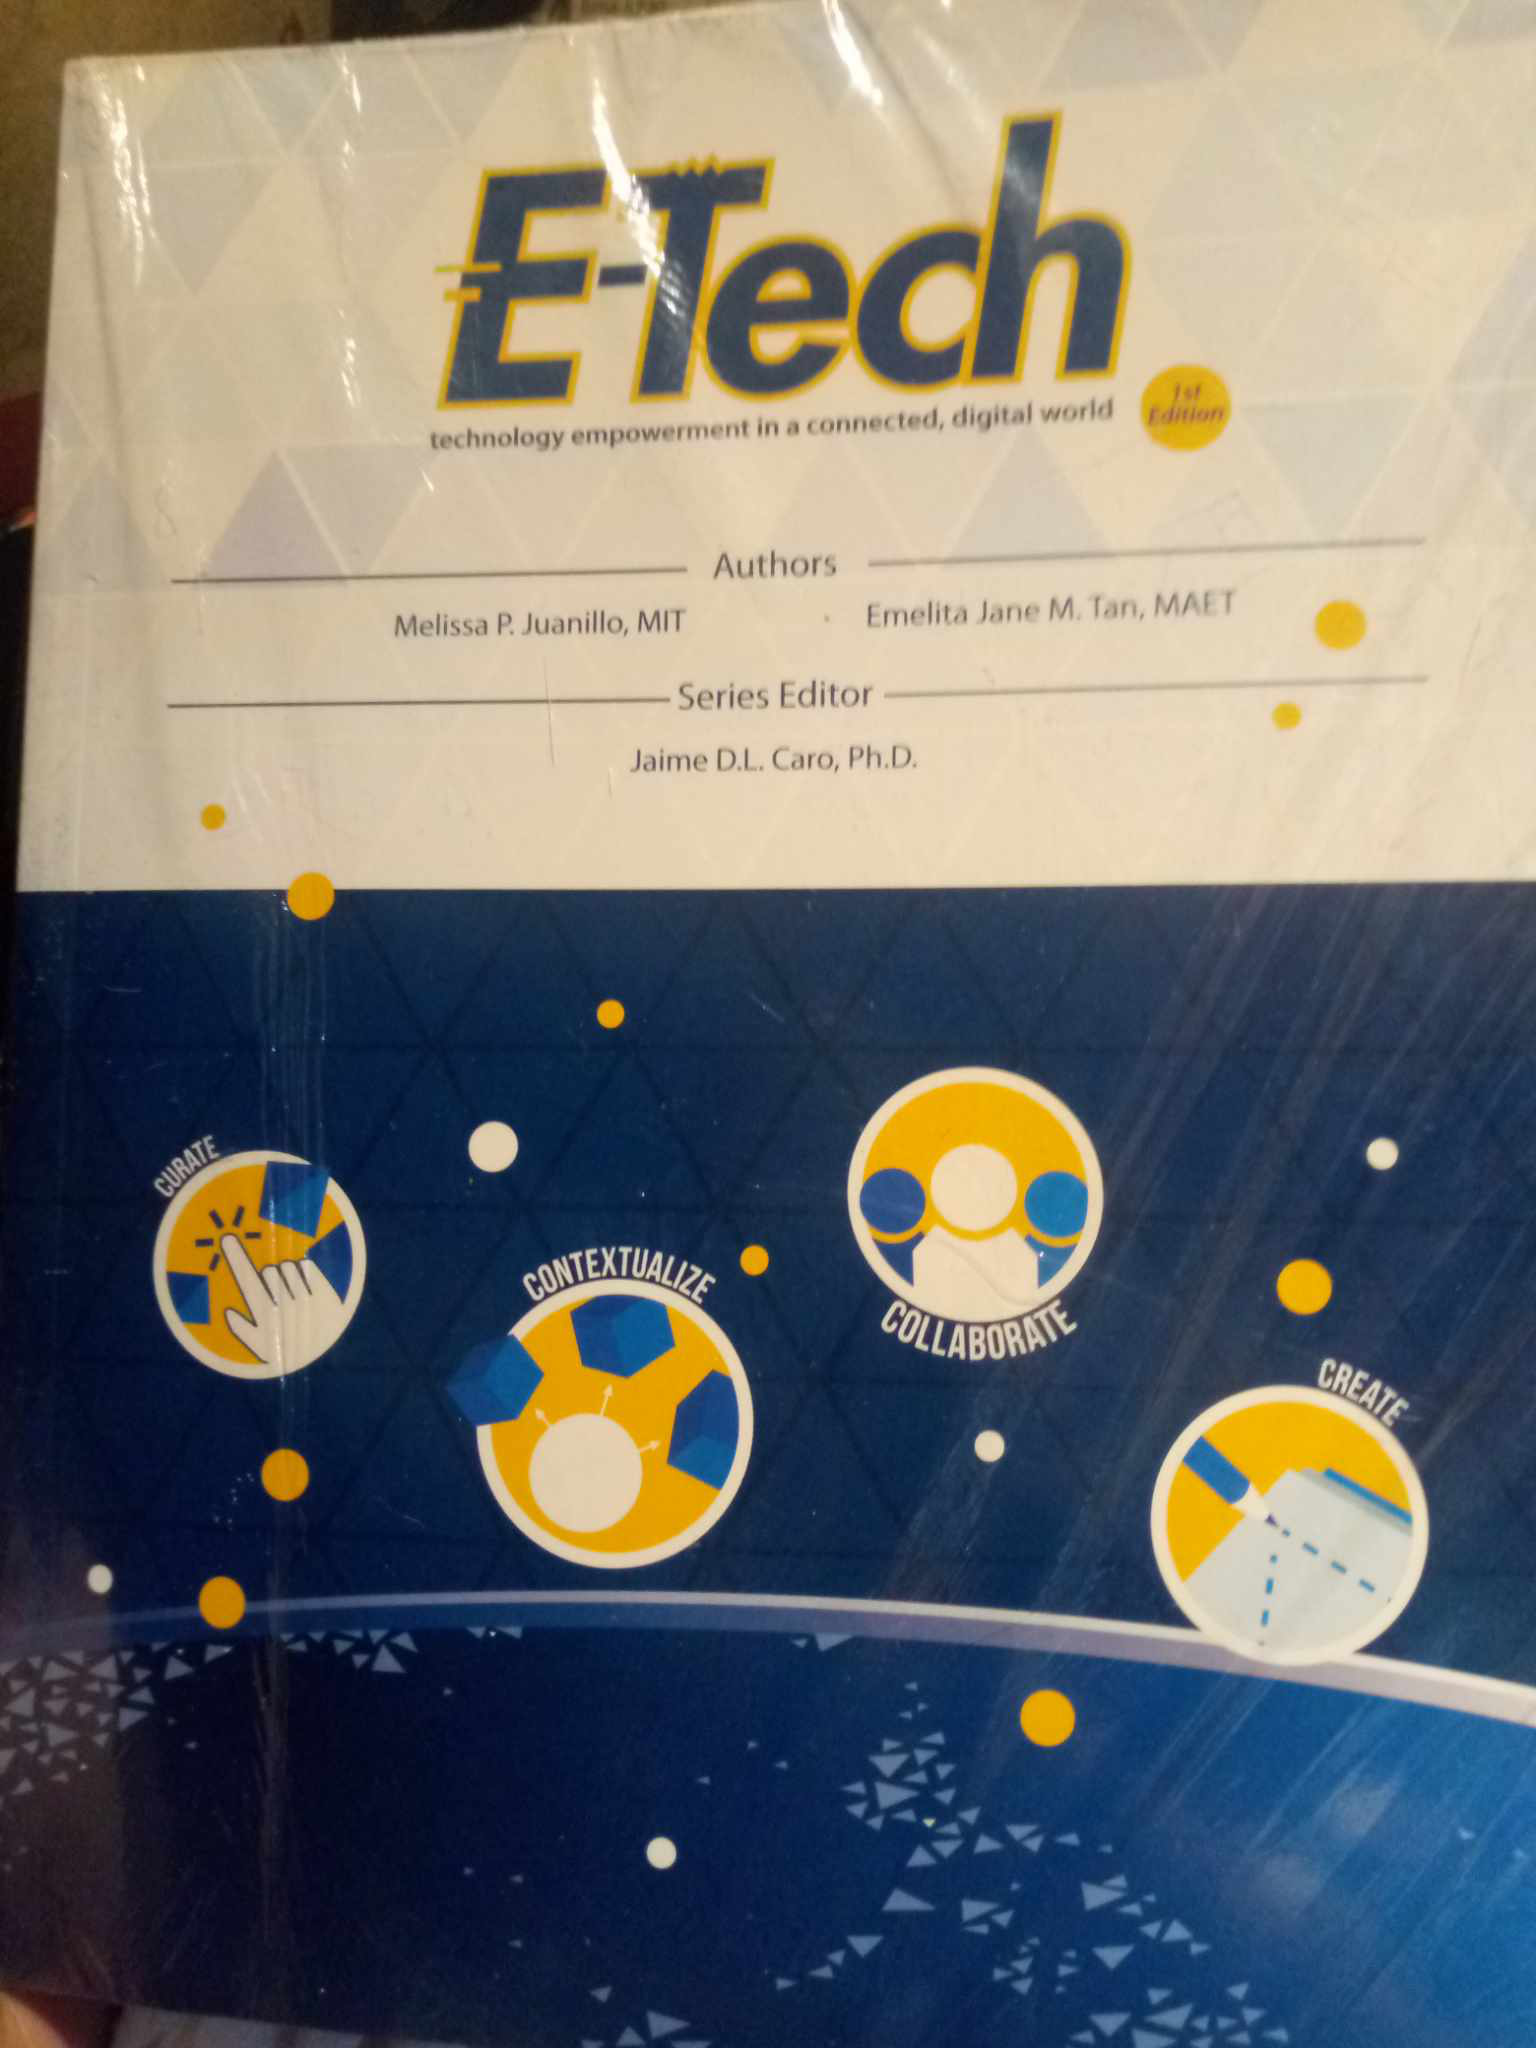 E-Tech
technology empowerment in a connected, digital world
1st
Edition
Authors
Melissa P. Juanillo, MIT
Emelita Jane M. Tan, MAET
Series Editor
Jaime D.L. Caro, Ph.D.
CURATE
CONTEXTUALIZE
COLLABORATE
CREATE